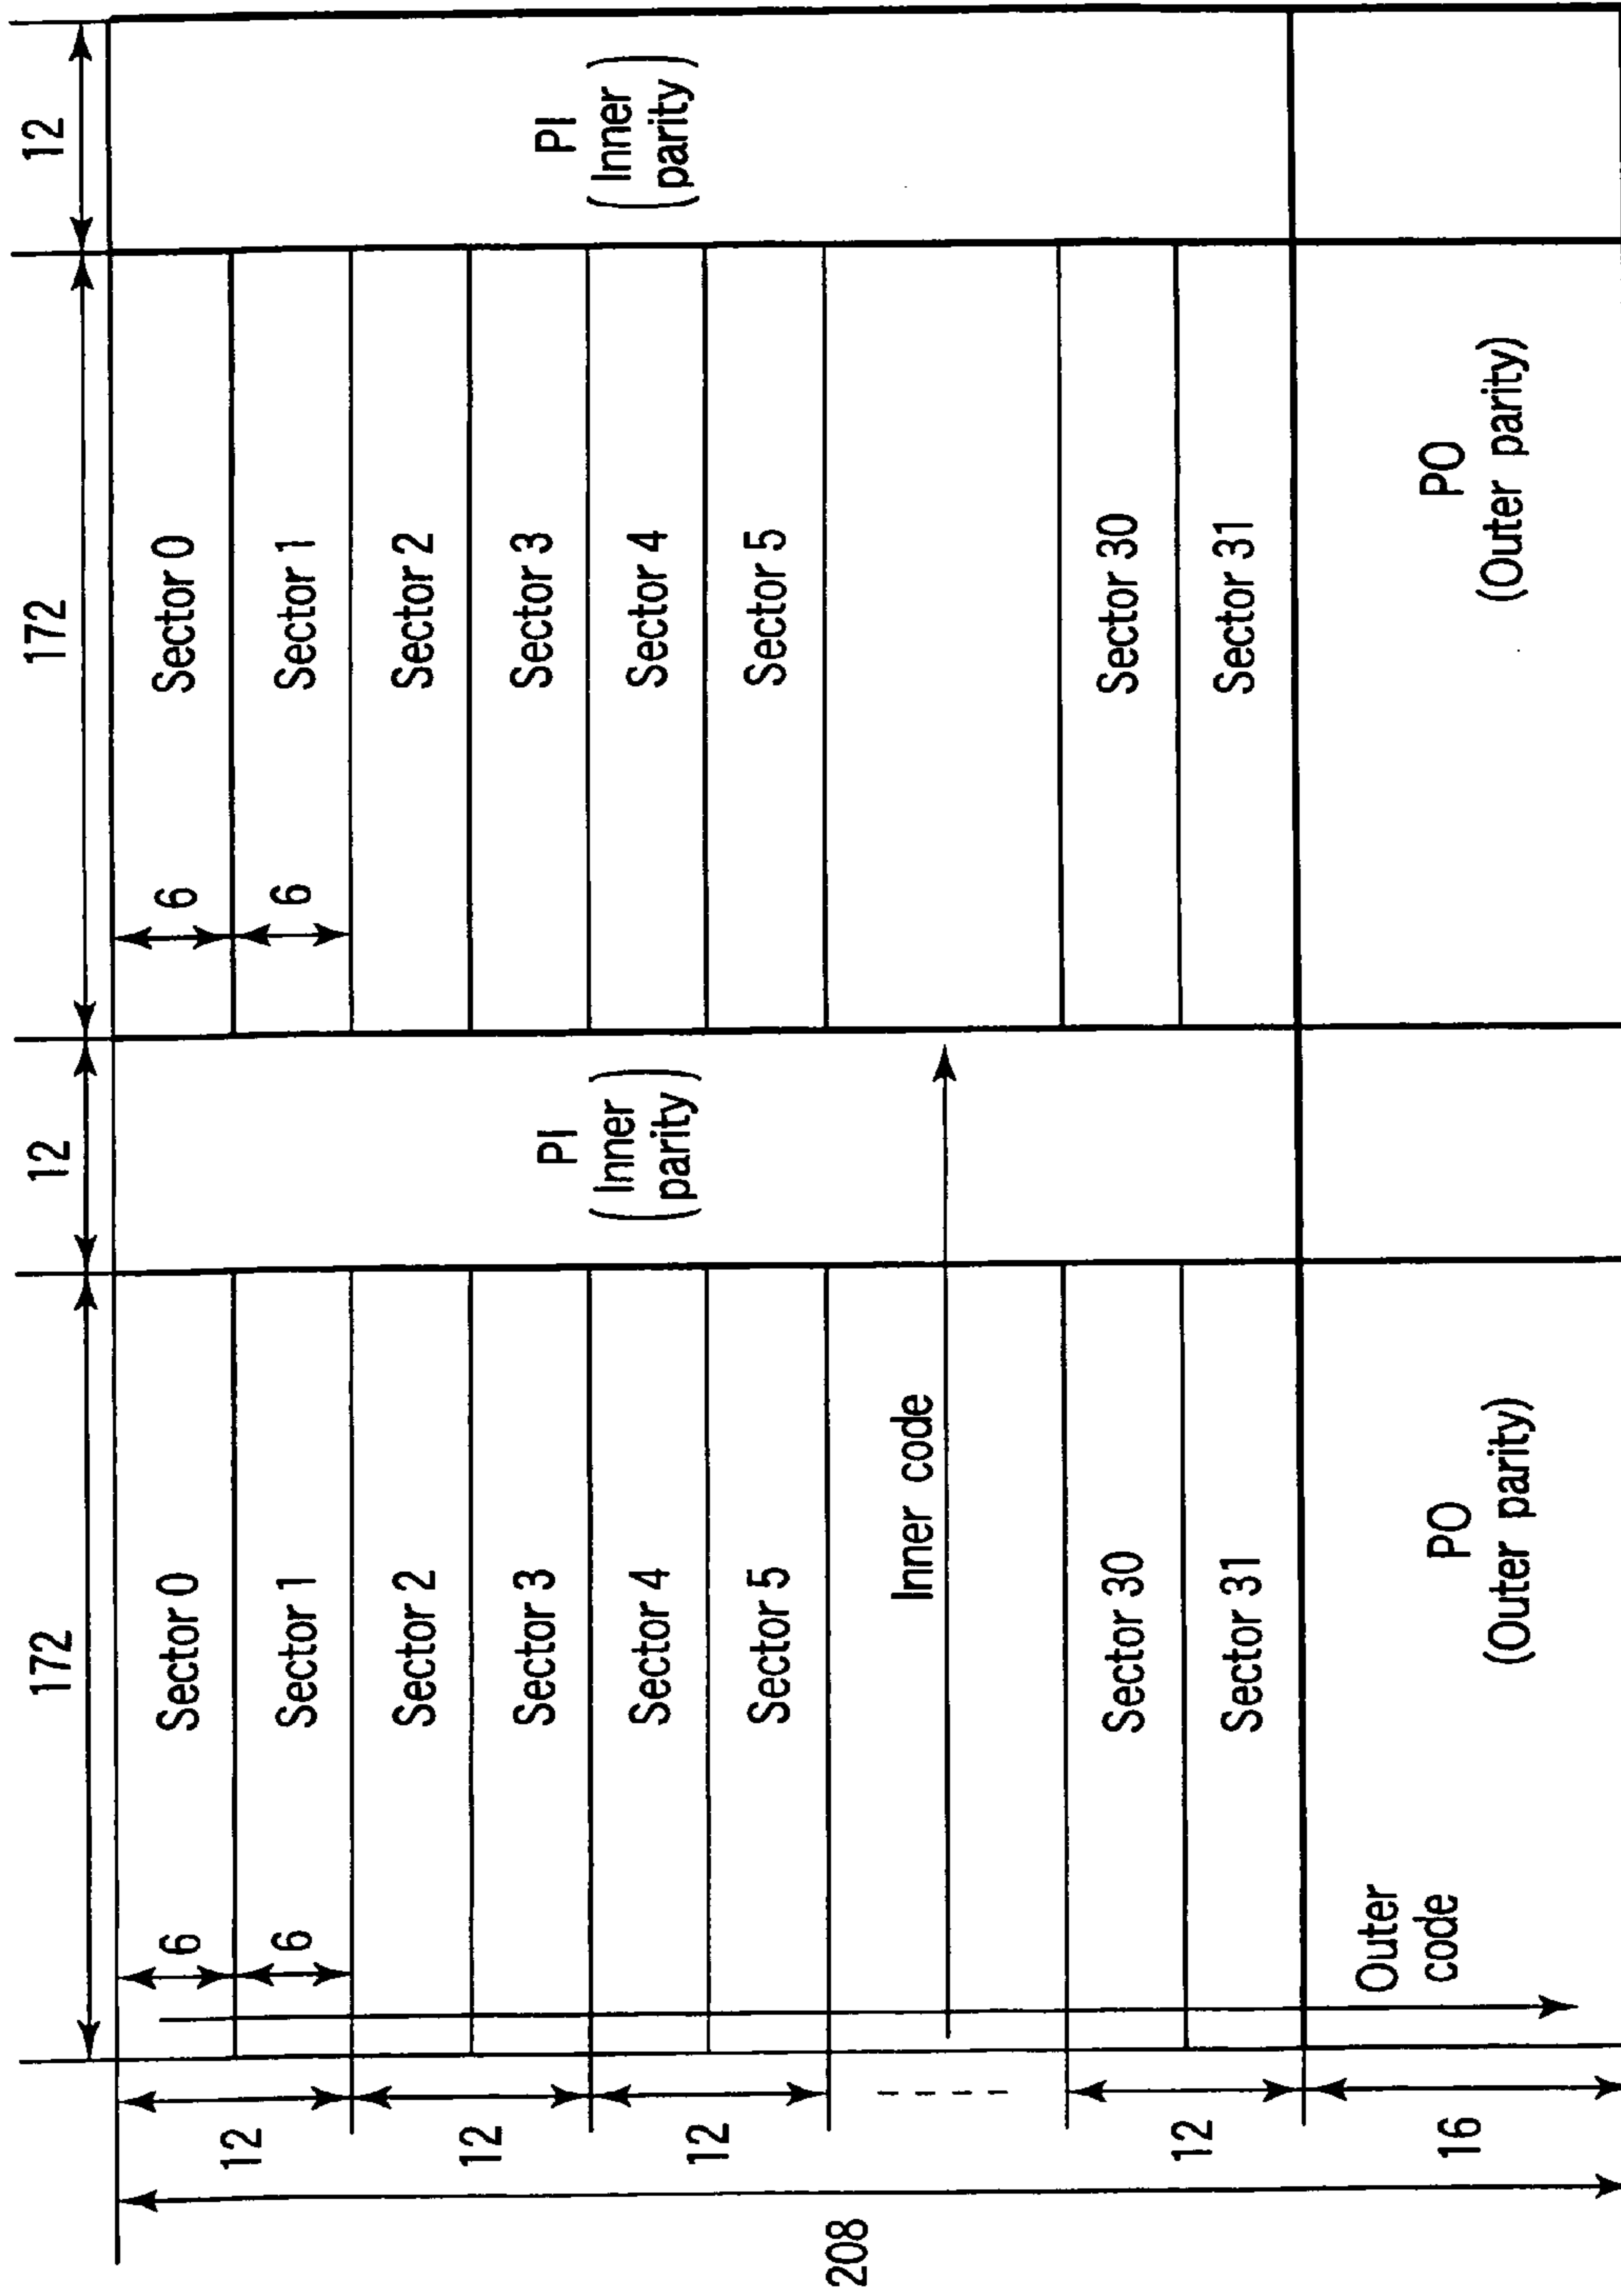 172
12
172
12
6
Sector 0
6
Sector 0
12
6
Sector 1
6
Sector 1
Sector 2
Sector 2
12
Sector 3
PI
(Inner
parity)
Sector 3
PI
(Inner
parity)
Sector 4
Sector 4
12
Sector 5
Sector 5
208
Inner code
Sector 30
Sector 30
12
Sector 31
Sector 31
Outer
code
PO
(Outer parity)
PO
(Outer parity)
16